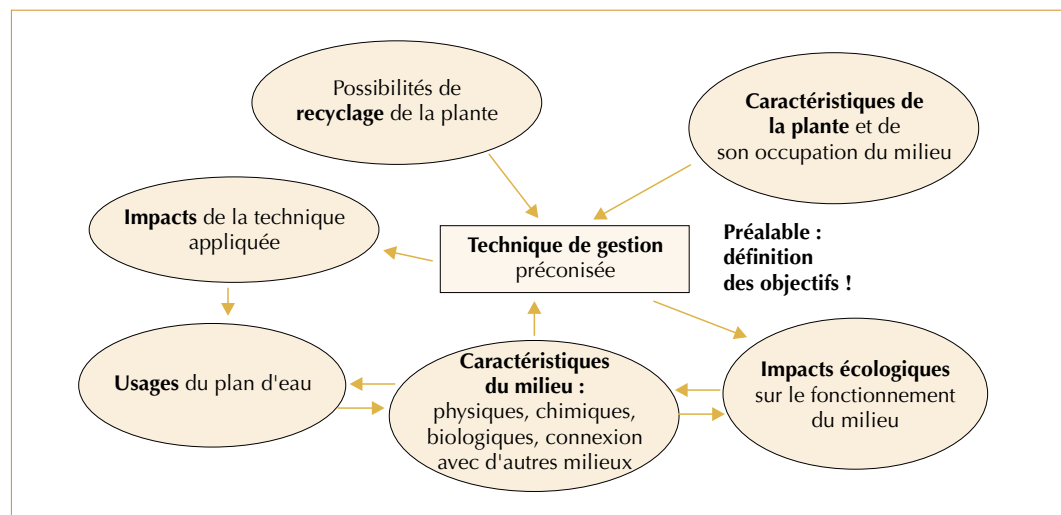 Possibilités de
recyclage de la plante
Caractéristiques de
la plante et de
son occupation du milieu
Impacts de la technique
appliquée
Technique de gestion
préconisée
Préalable :
définition
des objectifs !
Usages du plan d'eau
Caractéristiques
du milieu :
physiques, chimiques,
biologiques, connexion
avec d'autres milieux
Impacts écologiques
sur le fonctionnement
du milieu